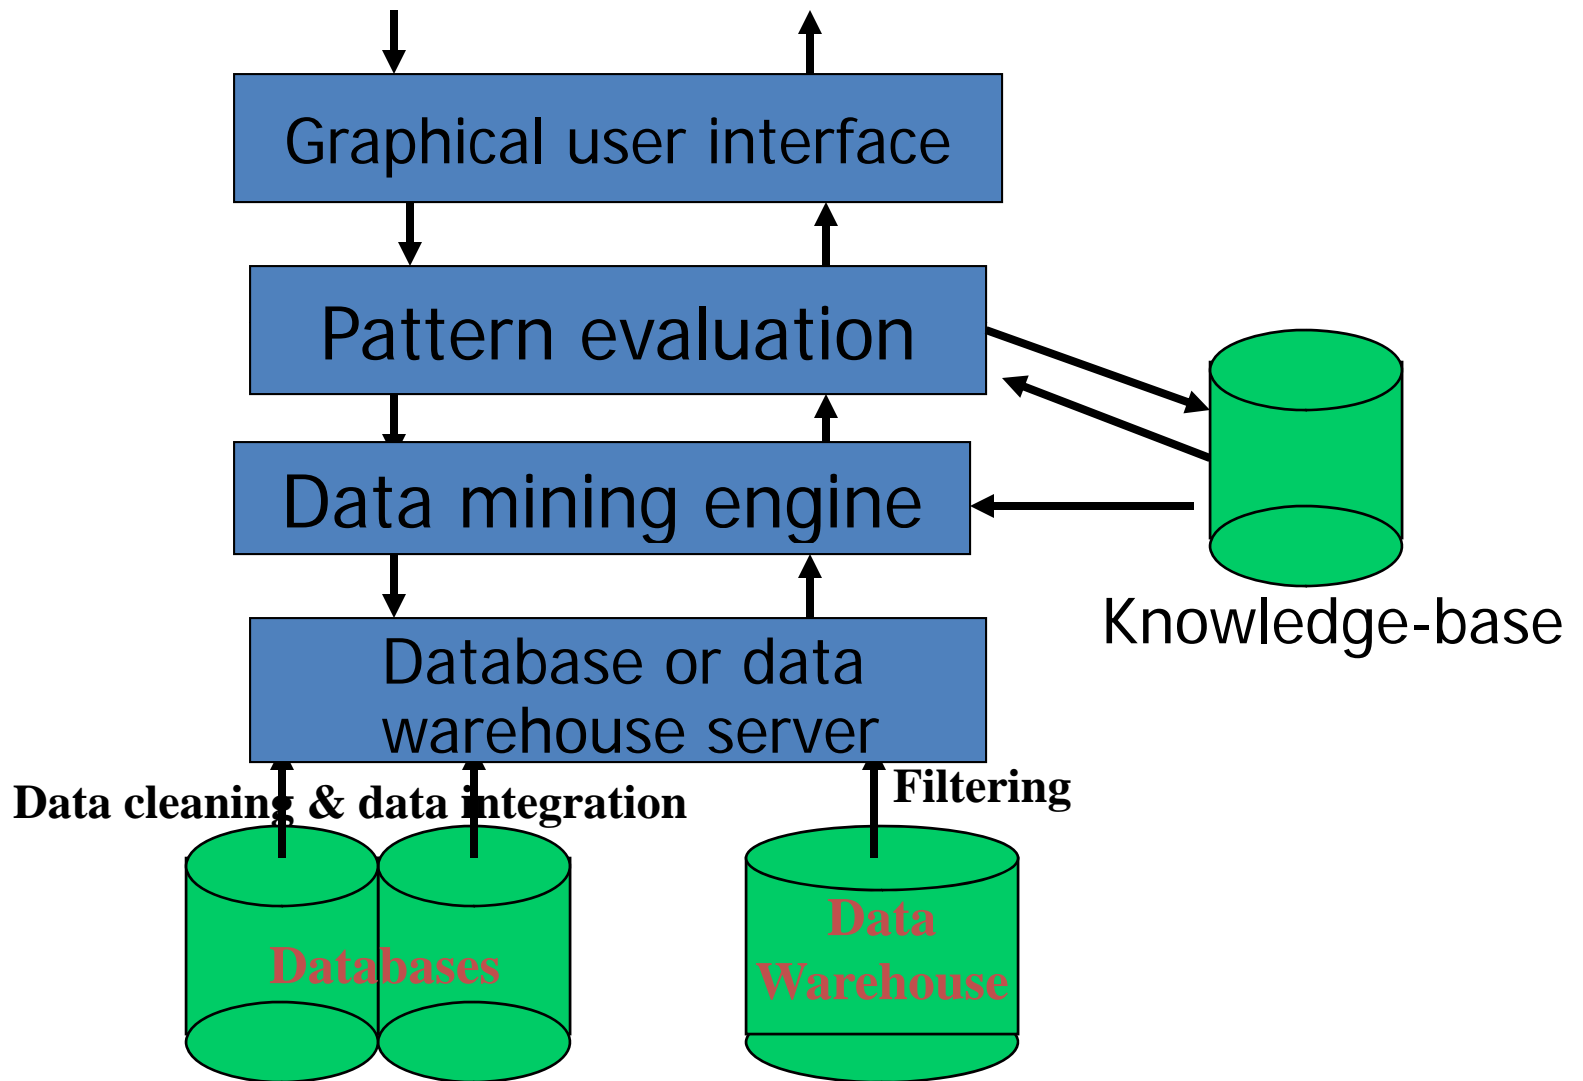 Graphical user interface
Pattern evaluation
Data mining engine
Knowledge-base
Database or data
warehouse server
Data cleaning & data integration
Filtering
Databases
Data
Warehouse